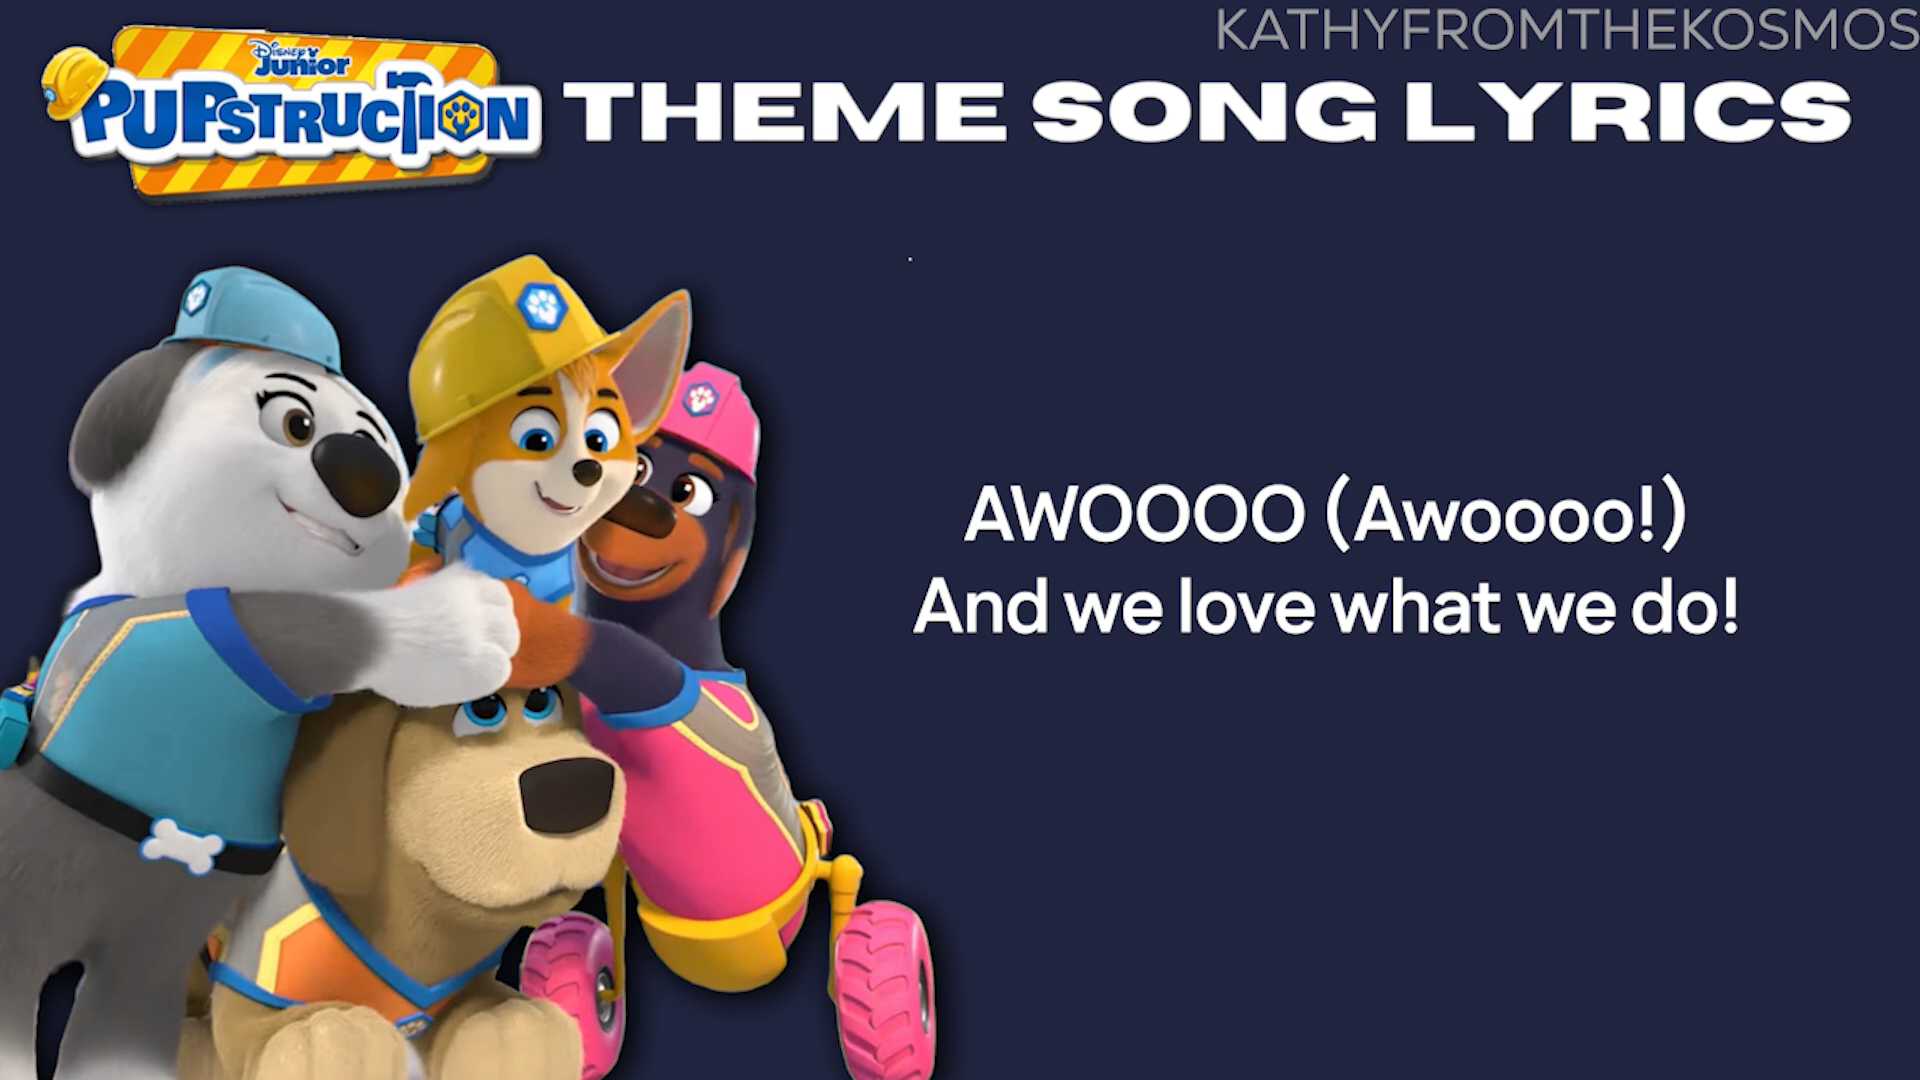 KATHYFROMTHEKOSMOS
Disney Junior
PUPSTRUCTION
THEME SONG LYRICS
AWOOOO (Awoooo!)
And we love what we do!